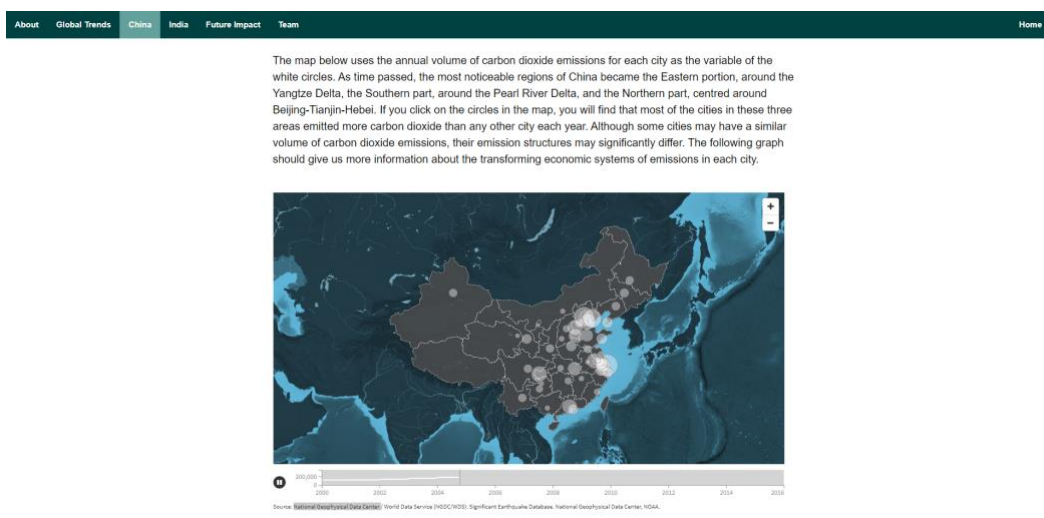 About Global Trends China India Future Impact Team Home
The map below uses the annual volume of carbon dioxide emissions for each city as the variable of the
white circles. As time passed, the most noticeable regions of China became the Eastern portion, around the
Yangtze Delta, the Southern part, around the Pearl River Delta, and the Northern part, centred around
Beijing-Tianjin-Hebei. If you click on the circles in the map, you will find that most of the cities in these three
areas emitted more carbon dioxide than any other city each year. Although some cities may have a similar
volume of carbon dioxide emissions, their emission structures may significantly differ. The following graph
should give us more information about the transforming economic systems of emissions in each city.
+
−
200,000
0
2000 2002 2004 2006 2008 2010 2012 2014 2016
Source: National Geophysical Data Center / World Data Service (NGDC/WDS): Significant Earthquake Database. National Geophysical Data Center, NOAA.